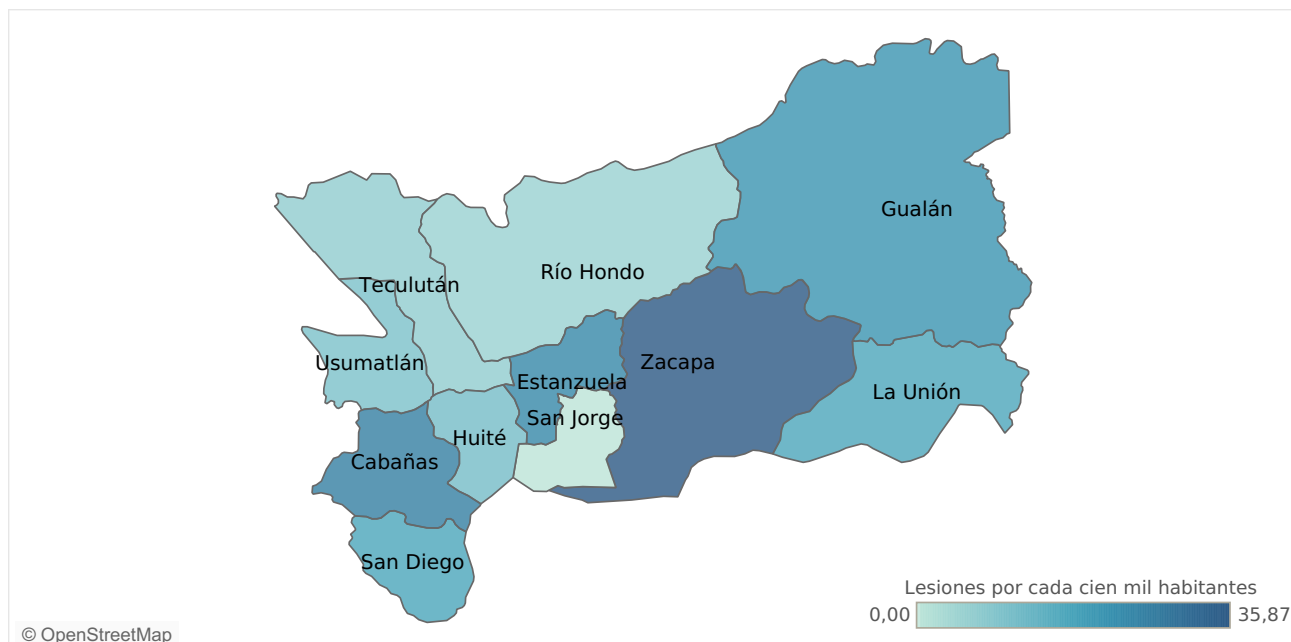 Gualán
Río Hondo
Teculután
Usumatlán
Zacapa
Estanzuela
La Unión
San Jorge
Huité
Cabañas
San Diego
Lesiones por cada cien mil habitantes
0,00 35,87
© OpenStreetMap